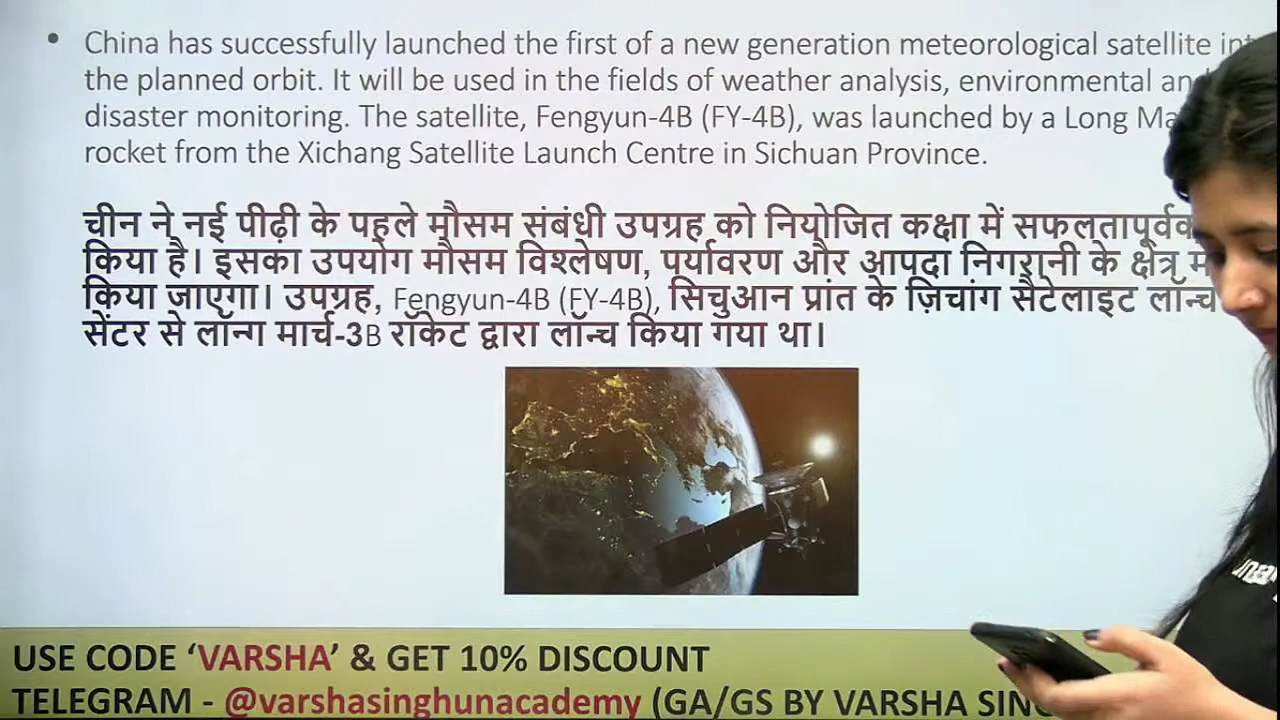 • China has successfully launched the first of a new generation meteorological satellite
the planned orbit. It will be used in the fields of weather analysis, environmental and
disaster monitoring. The satellite, Fengyun-4B (FY-4B), was launched by a Long
rocket from the Xichang Satellite Launch Centre in Sichuan Province.
चीन ने नई पीढ़ी के पहले मौसम संबंधी उपग्रह को नियोजित कक्षा में सफलतापूर्वक
किया है। इसका उपयोग मौसम विश्लेषण, पर्यावरण और आपदा निगरानी के क्षेत्र में
किया जाएगा। उपग्रह, Fengyun-4B (FY-4B), सिचुआन प्रांत के ज़िचांग सैटेलाइट लॉन्च
सेंटर से लॉन्ग मार्च-3B रॉकेट द्वारा लॉन्च किया गया था।
USE CODE ‘VARSHA’ & GET 10% DISCOUNT
TELEGRAM - @varshasinghunacademy (GA/GS BY VARSHA